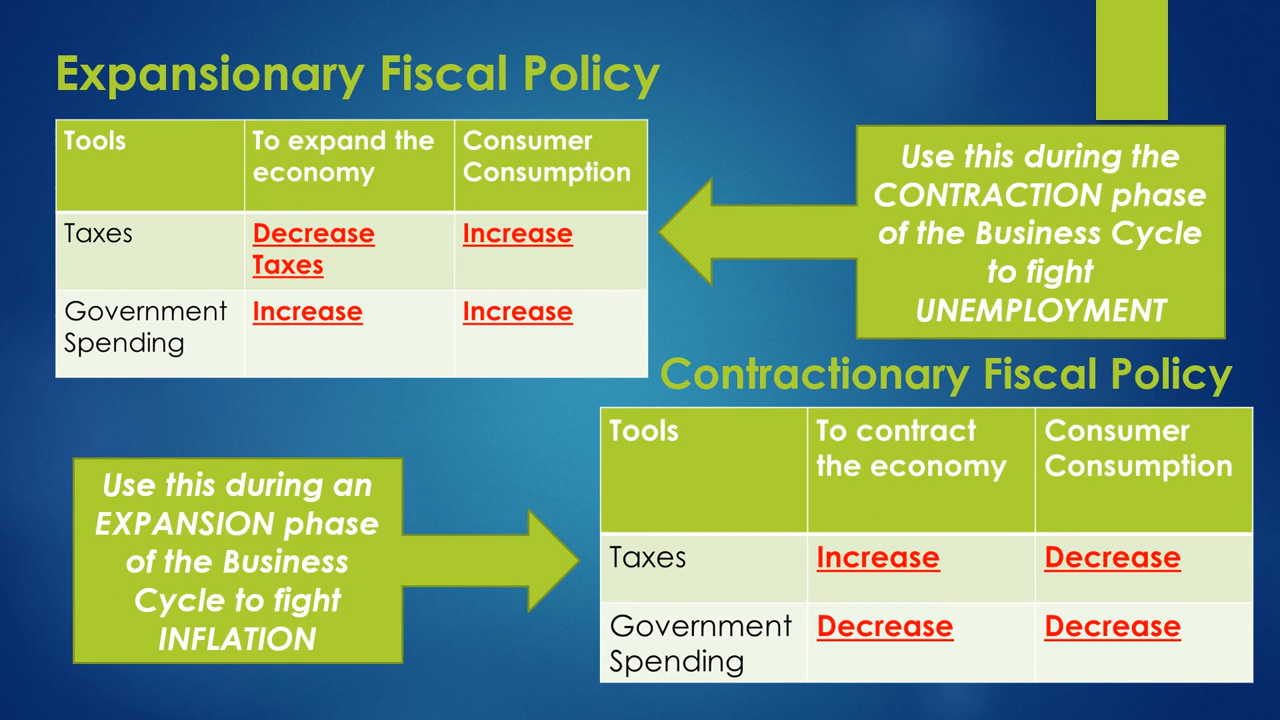 Expansionary Fiscal Policy
Tools
To expand the
economy
Consumer
Consumption
Taxes
Decrease
Taxes
Increase
Government
Spending
Increase
Increase
Use this during the
CONTRACTION phase
of the Business Cycle
to fight
UNEMPLOYMENT
Contractionary Fiscal Policy
Use this during an
EXPANSION phase
of the Business
Cycle to fight
INFLATION
Tools
To contract
the economy
Consumer
Consumption
Taxes
Increase
Decrease
Government
Spending
Decrease
Decrease